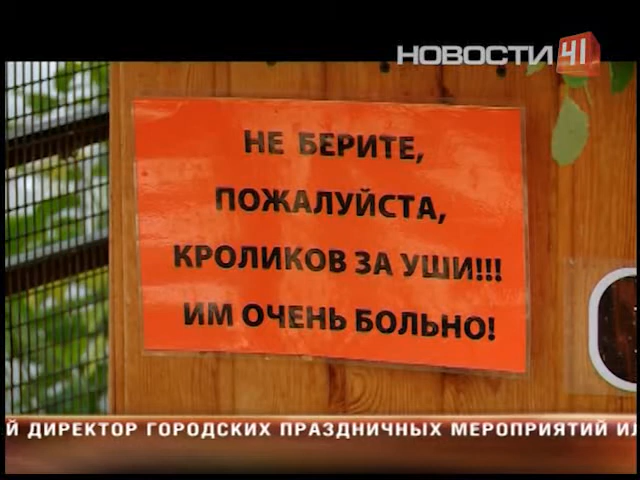 НОВОСТИ 41
НЕ БЕРИТЕ,
ПОЖАЛУЙСТА,
КРОЛИКОВ ЗА УШИ!!!
ИМ ОЧЕНЬ БОЛЬНО!
ДИРЕКТОР ГОРОДСКИХ ПРАЗДНИЧНЫХ МЕРОПРИЯТИЙ